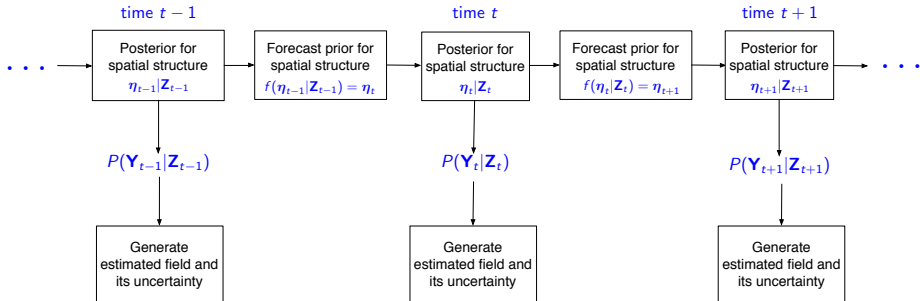 time t − 1
time t
time t + 1
. . .
Posterior for
spatial structure
η_{t−1}|Z_{t−1}
Forecast prior for
spatial structure
f(η_{t−1}|Z_{t−1}) = η_t
Posterior for
spatial structure
η_t|Z_t
Forecast prior for
spatial structure
f(η_t|Z_t) = η_{t+1}
Posterior for
spatial structure
η_{t+1}|Z_{t+1}
. . .
P(Y_{t−1}|Z_{t−1})
P(Y_t|Z_t)
P(Y_{t+1}|Z_{t+1})
Generate
estimated field and
its uncertainty
Generate
estimated field and
its uncertainty
Generate
estimated field and
its uncertainty